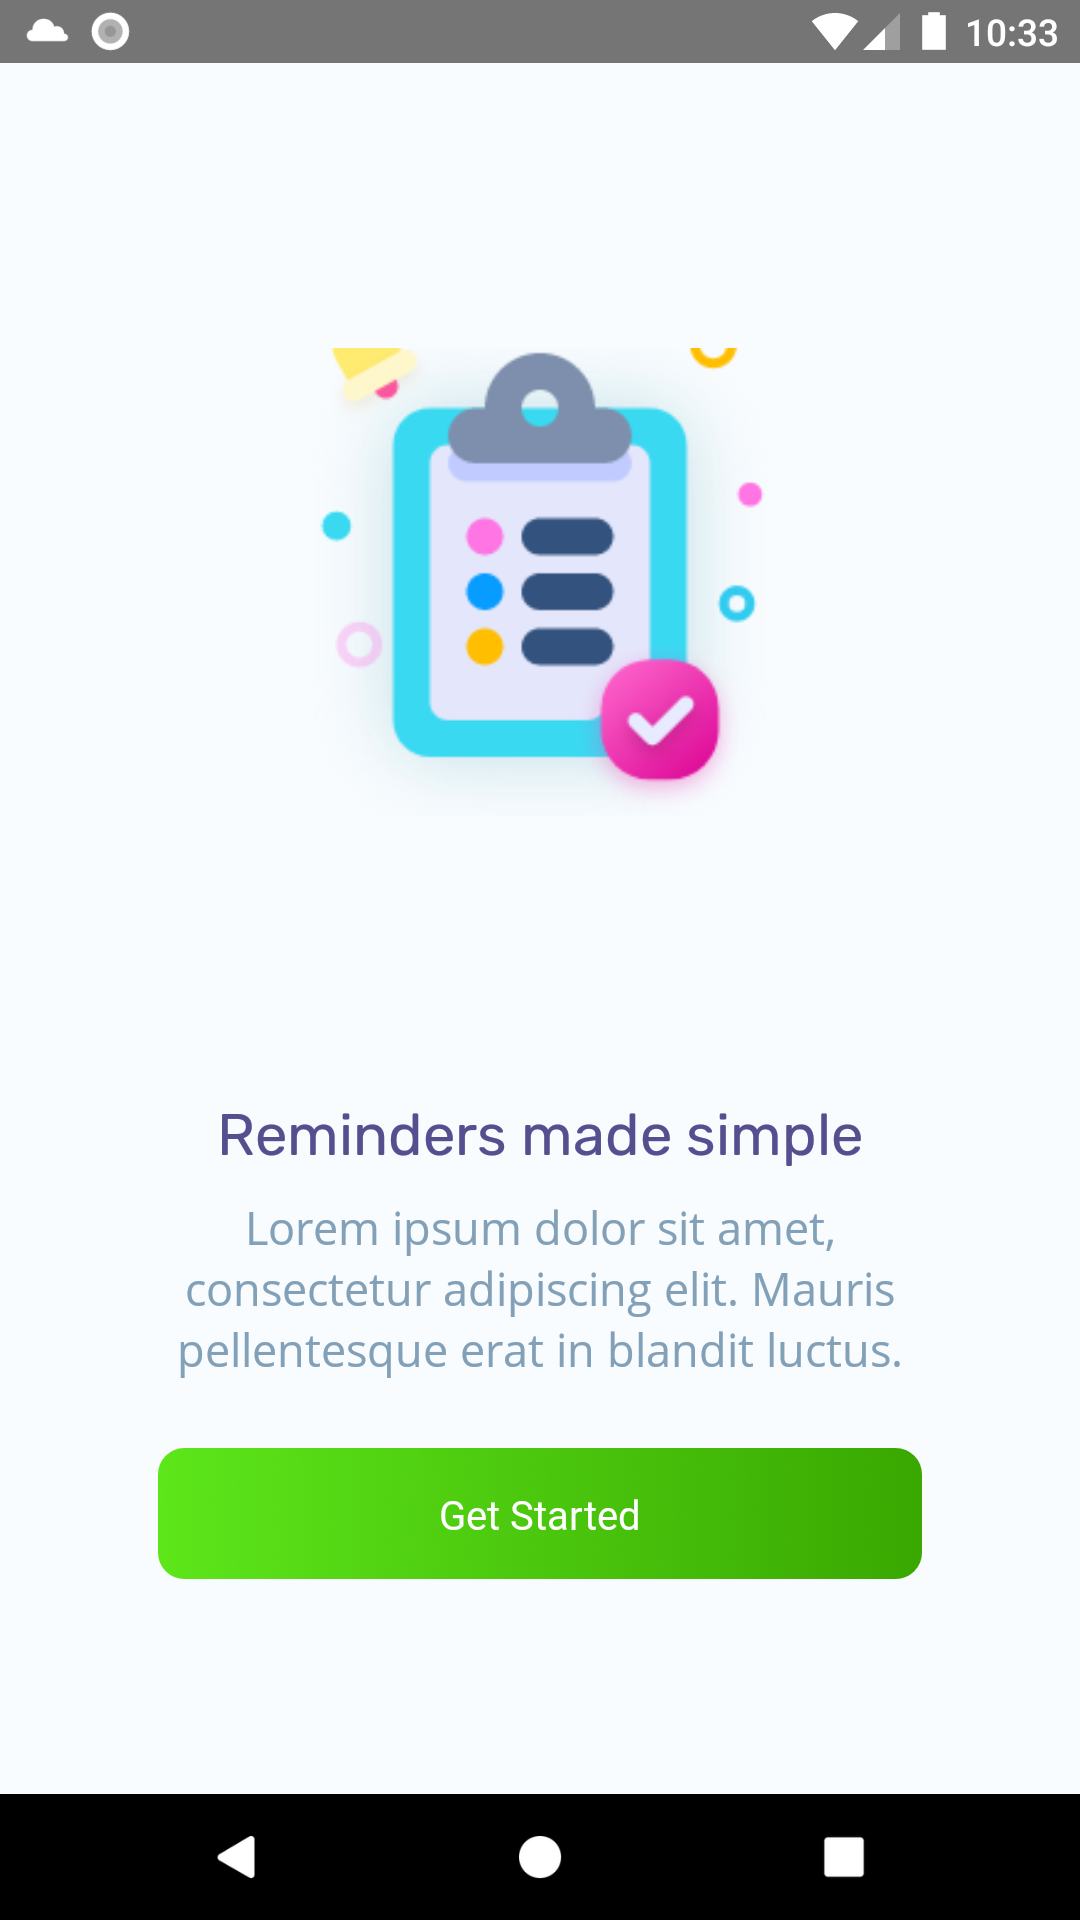 10:33
Reminders made simple
Lorem ipsum dolor sit amet,
consectetur adipiscing elit. Mauris
pellentesque erat in blandit luctus.
Get Started